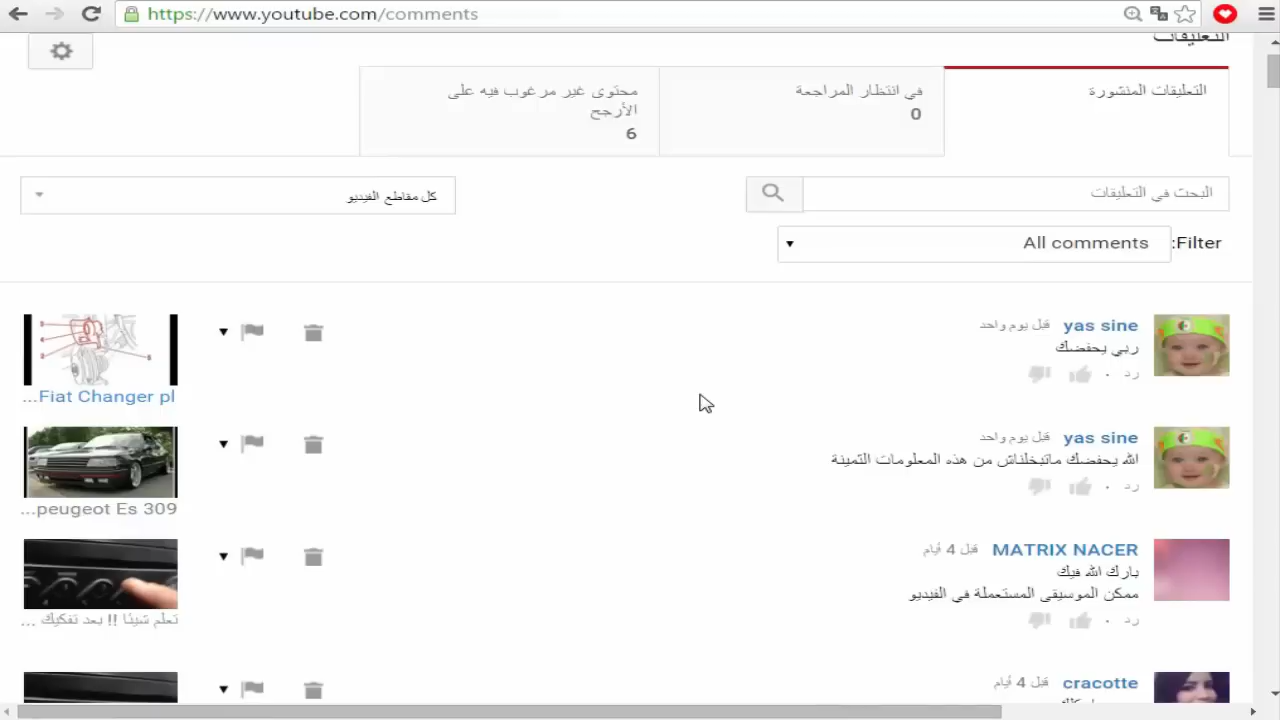 https://www.youtube.com/comments
التعليقات
التعليقات المنشورة
في انتظار المراجعة
0
محتوى غير مرغوب فيه على
الأرجح
6
البحث في التعليقات
كل مقاطع الفيديو
Filter:
All comments
yas sine قبل يوم واحد
ربي يحفضك
رد ·
Fiat Changer pl...
yas sine قبل يوم واحد
الله يحفضك ماتبخلناش من هذه المعلومات الثمينة
رد ·
peugeot Es 309...
MATRIX NACER قبل 4 أيام
بارك الله فيك
ممكن الموسيقى المستعملة في الفيديو
رد ·
تعلم شيئا !! بعد تفكيك ...
cracotte قبل 4 أيام